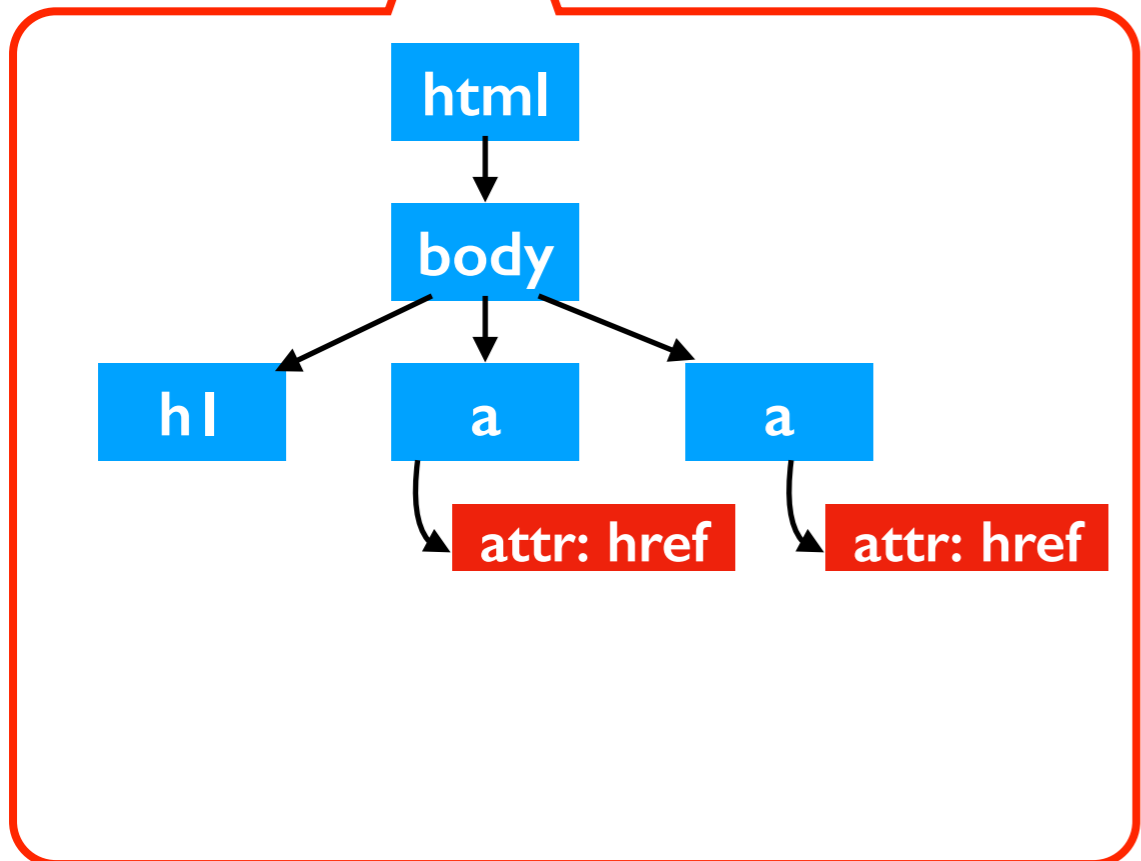 html
body
h1
a
a
attr: href
attr: href